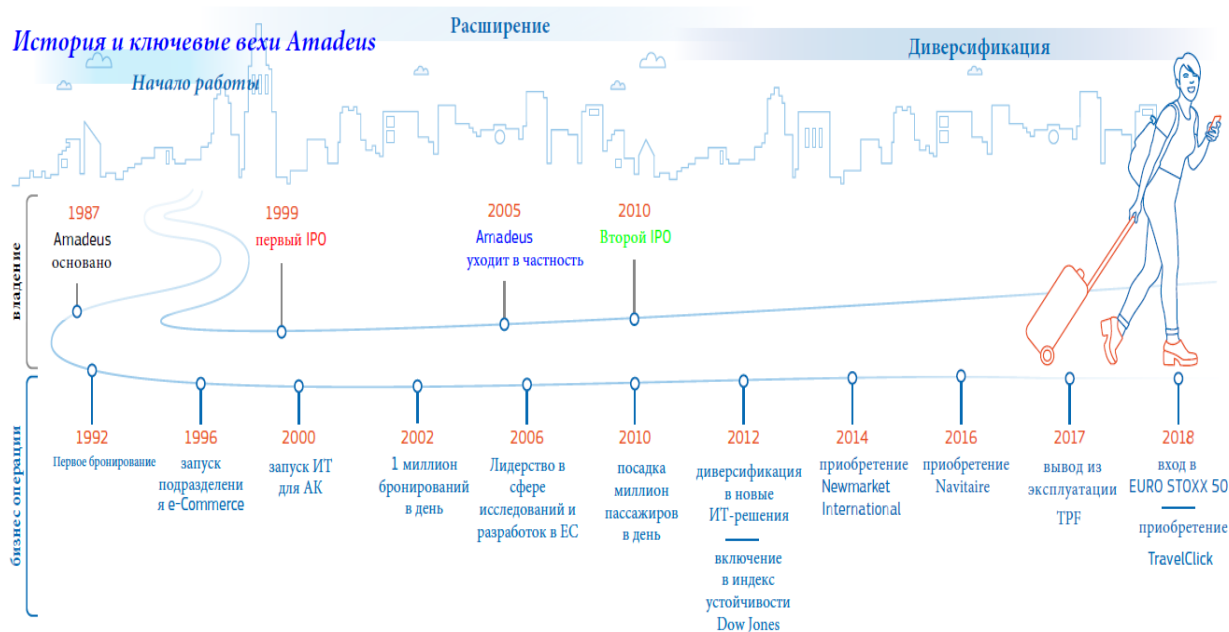 История и ключевые вехи Amadeus
Начало работы
Расширение
Диверсификация
владение
1987
Amadeus
основано
1999
первый IPO
2005
Amadeus
уходит в частность
2010
Второй IPO
бизнес операции
1992
Первое бронирование
1996
запуск
подразделени
я e-Commerce
2000
запуск ИТ
для АК
2002
1 миллион
бронирований
в день
2006
Лидерство в
сфере
исследований и
разработок в ЕС
2010
посадка
миллион
пассажиров
в день
2012
диверсификация
в новые
ИТ-решения
включение
в индекс
устойчивости
Dow Jones
2014
приобретение
Newmarket
International
2016
приобретение
Navitaire
2017
вывод из
эксплуатации
TPF
2018
вход в
EURO STOXX 50
приобретение
TravelClick